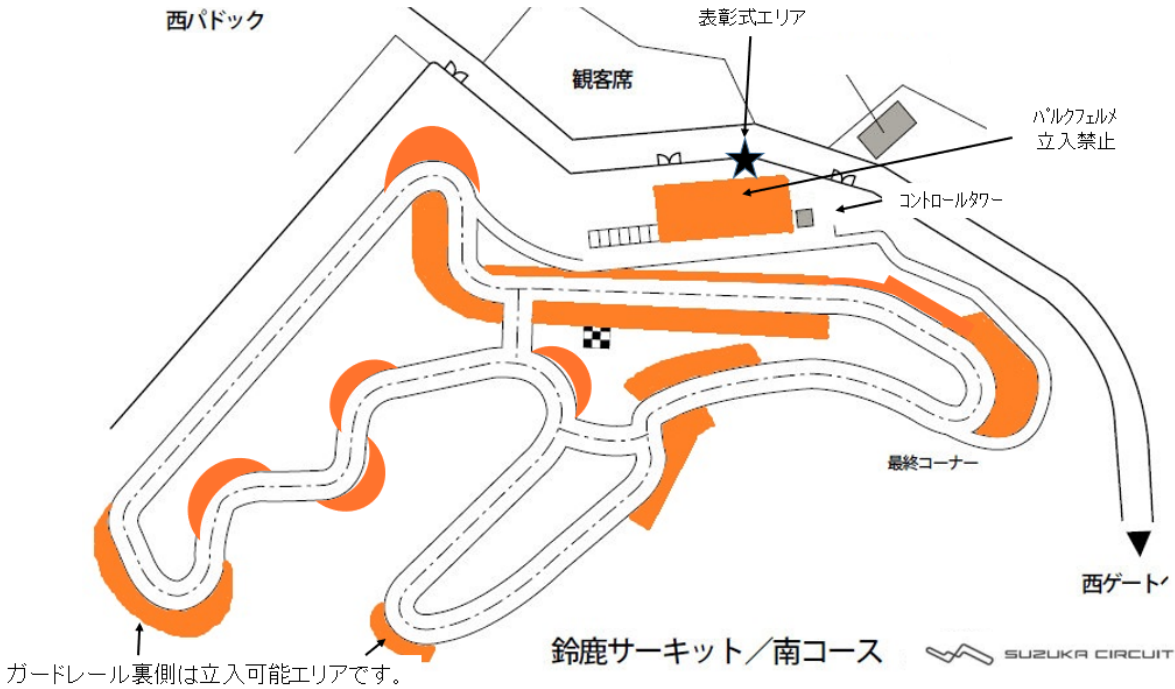 西パドック
表彰式エリア
観客席
パルクフェルメ
立入禁止
コントロールタワー
最終コーナー
西ゲートへ
鈴鹿サーキット／南コース
SUZUKA CIRCUIT
ガードレール裏側は立入可能エリアです。